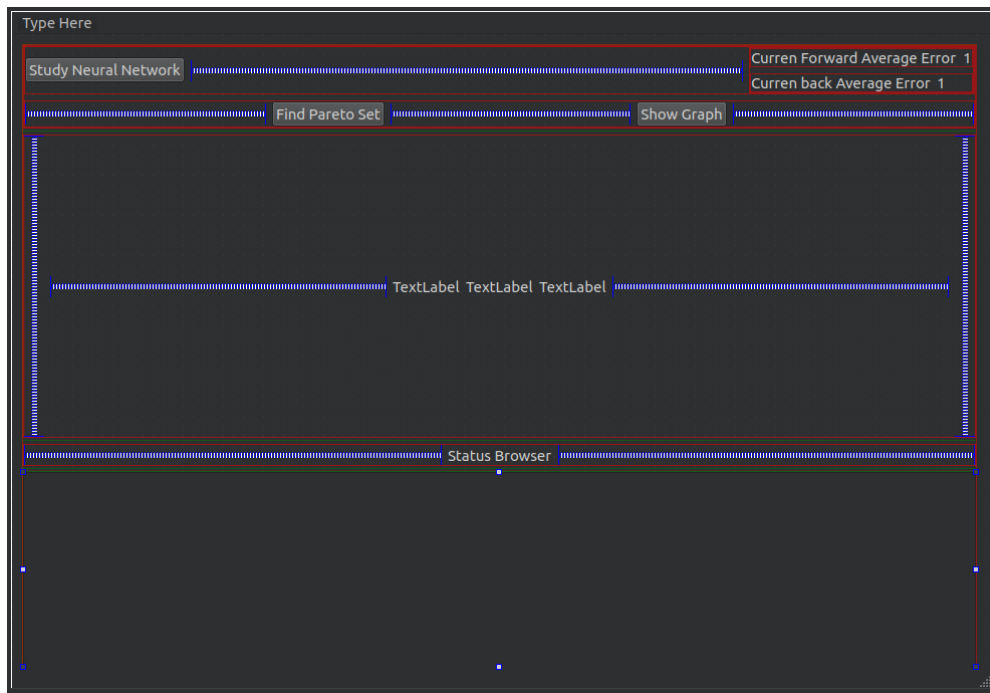 Type Here
Study Neural Network
Curren Forward Average Error 1
Curren back Average Error 1
Find Pareto Set
Show Graph
TextLabel TextLabel TextLabel
Status Browser